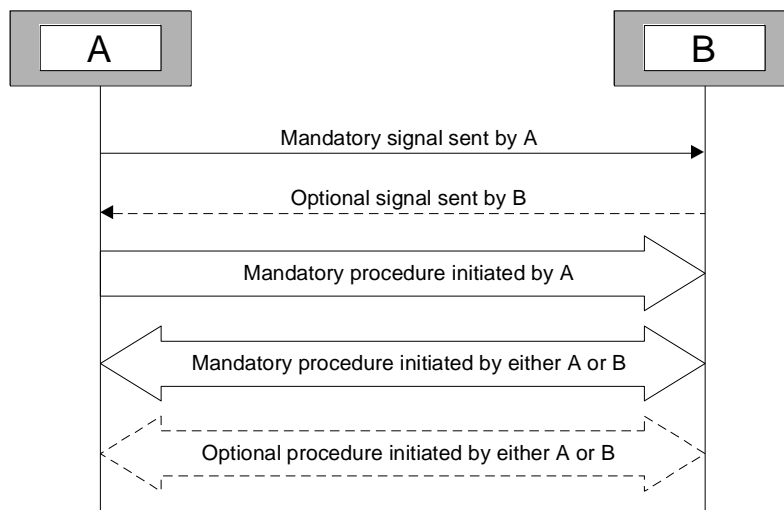 A
B
Mandatory signal sent by A
Optional signal sent by B
Mandatory procedure initiated by A
Mandatory procedure initiated by either A or B
Optional procedure initiated by either A or B